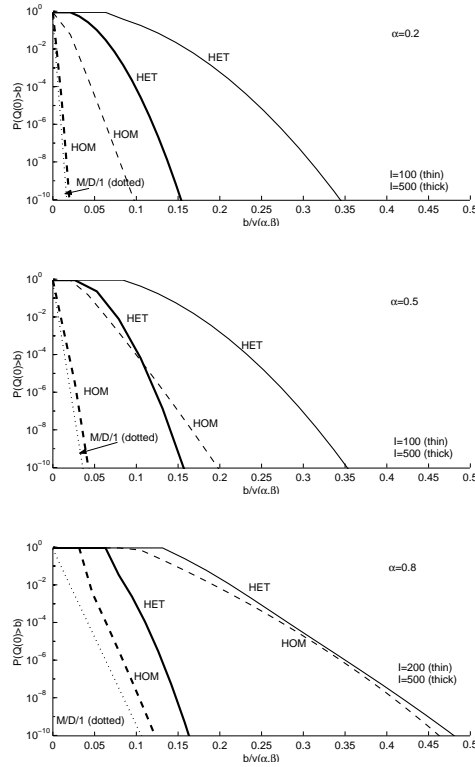 10^0
10^−2
10^−4
10^−6
10^−8
10^−10
P(Q(0)>b)
α=0.2
HET
HET
HOM
HOM
M/D/1 (dotted)
I=100 (thin)
I=500 (thick)
0 0.05 0.1 0.15 0.2 0.25 0.3 0.35 0.4 0.45 0.5
b/v(α,β)
10^0
10^−2
10^−4
10^−6
10^−8
10^−10
P(Q(0)>b)
α=0.5
HET
HET
HOM
HOM
M/D/1 (dotted)
I=100 (thin)
I=500 (thick)
0 0.05 0.1 0.15 0.2 0.25 0.3 0.35 0.4 0.45 0.5
b/v(α,β)
10^0
10^−2
10^−4
10^−6
10^−8
10^−10
P(Q(0)>b)
α=0.8
HET
HET
HOM
HOM
M/D/1 (dotted)
I=200 (thin)
I=500 (thick)
0 0.05 0.1 0.15 0.2 0.25 0.3 0.35 0.4 0.45 0.5
b/v(α,β)